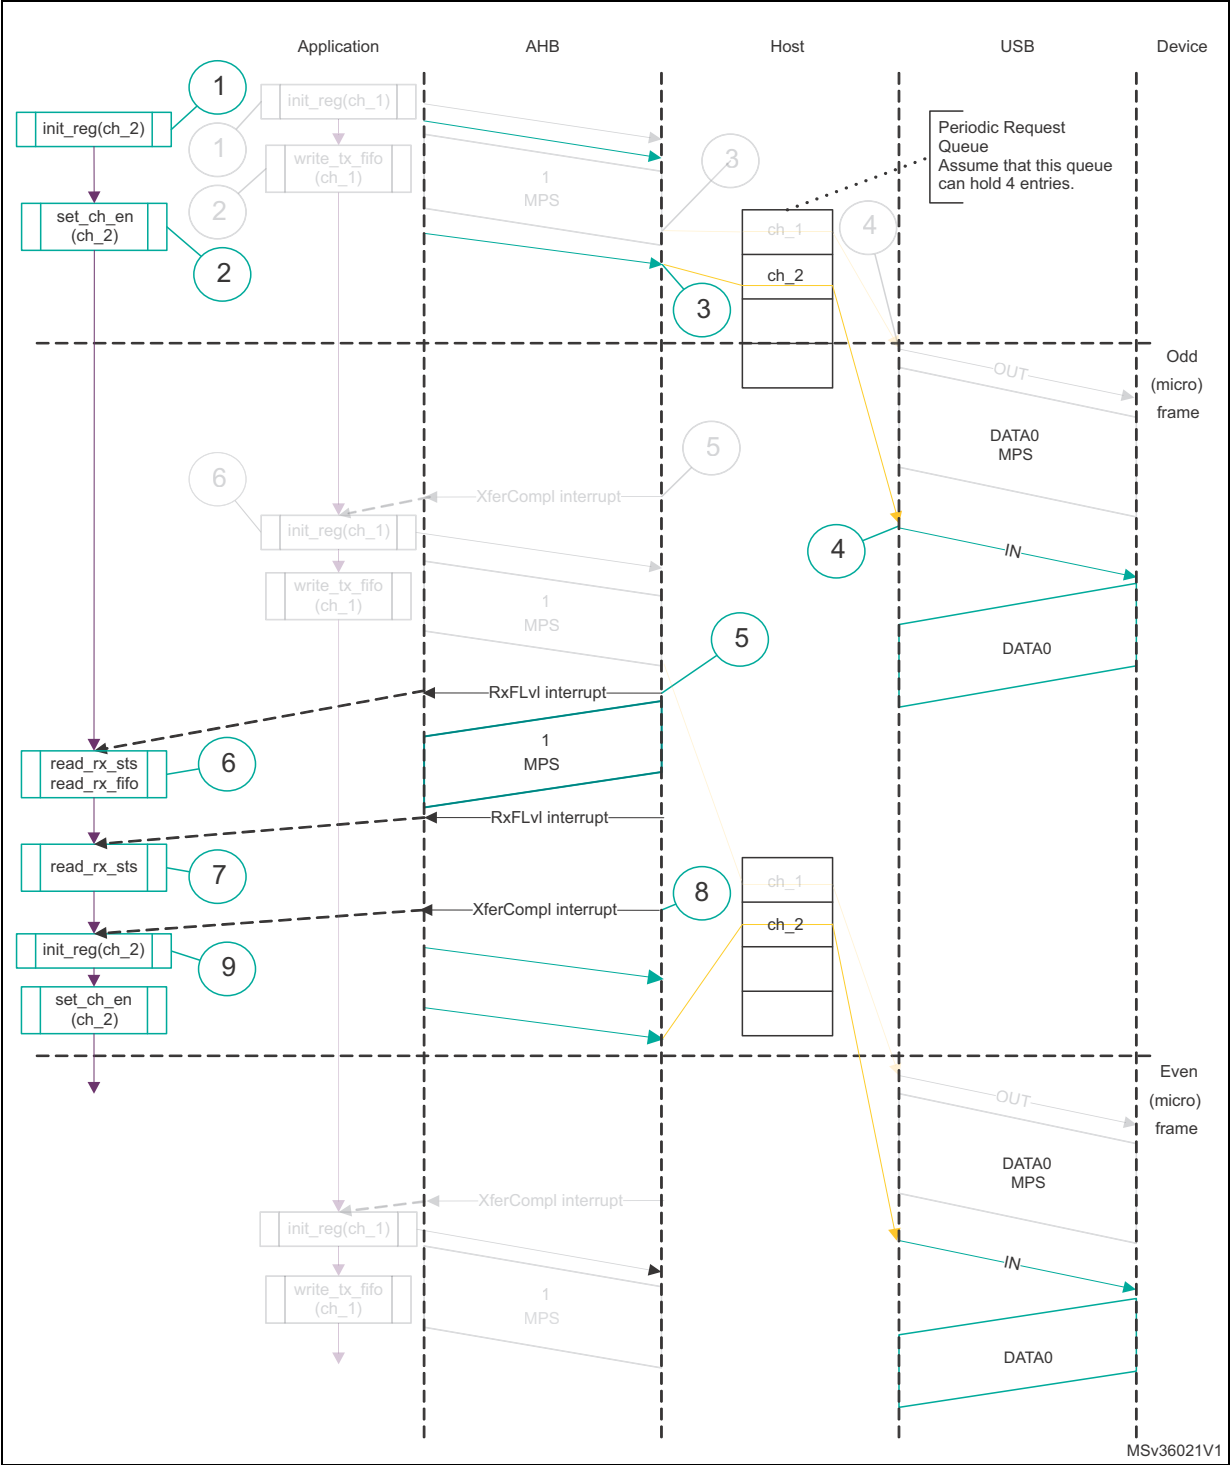 Application
AHB
Host
USB
Device
1
init_reg(ch_1)
init_reg(ch_2)
1
Periodic Request
Queue
Assume that this queue
can hold 4 entries.
write_tx_fifo
(ch_1)
1
MPS
3
2
set_ch_en
(ch_2)
ch_1
4
2
ch_2
3
Odd
(micro)
frame
OUT
DATA0
MPS
5
6
XferCompl interrupt
init_reg(ch_1)
4
IN
write_tx_fifo
(ch_1)
1
MPS
5
DATA0
RxFLvl interrupt
1
MPS
read_rx_sts
read_rx_fifo
6
RxFLvl interrupt
read_rx_sts
7
ch_1
8
XferCompl interrupt
ch_2
init_reg(ch_2)
9
set_ch_en
(ch_2)
Even
(micro)
frame
OUT
DATA0
MPS
XferCompl interrupt
init_reg(ch_1)
IN
write_tx_fifo
(ch_1)
1
MPS
DATA0
MSv36021V1